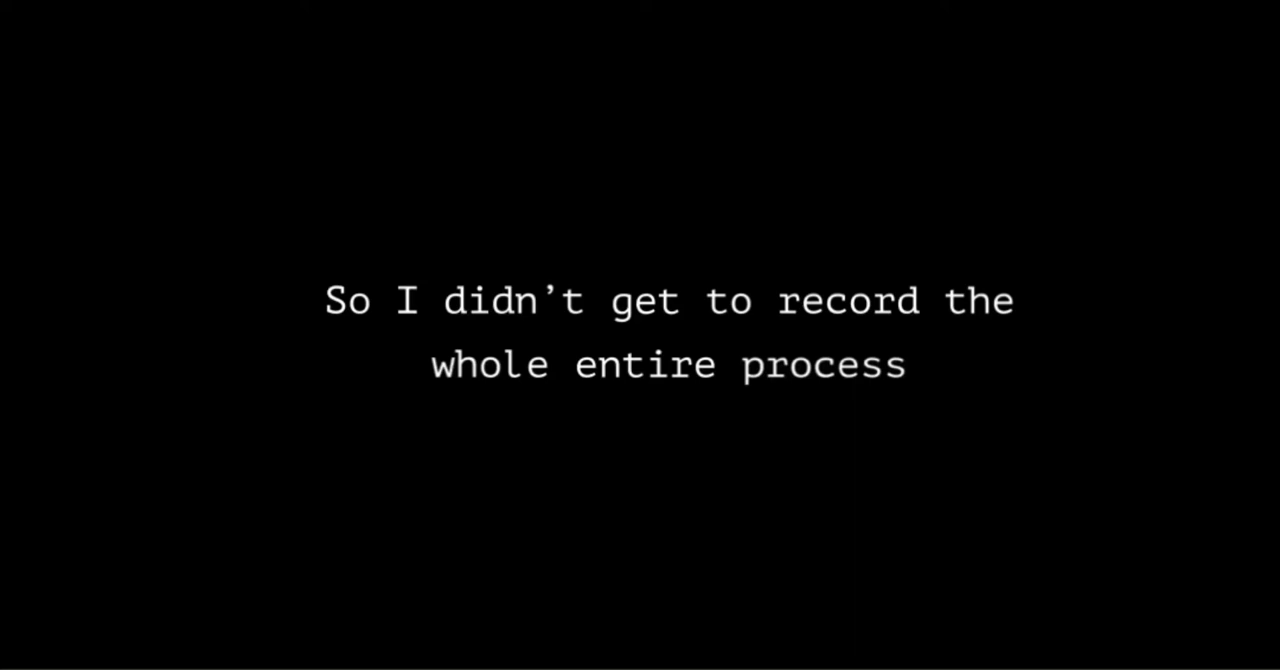 So I didn’t get to record the
whole entire process